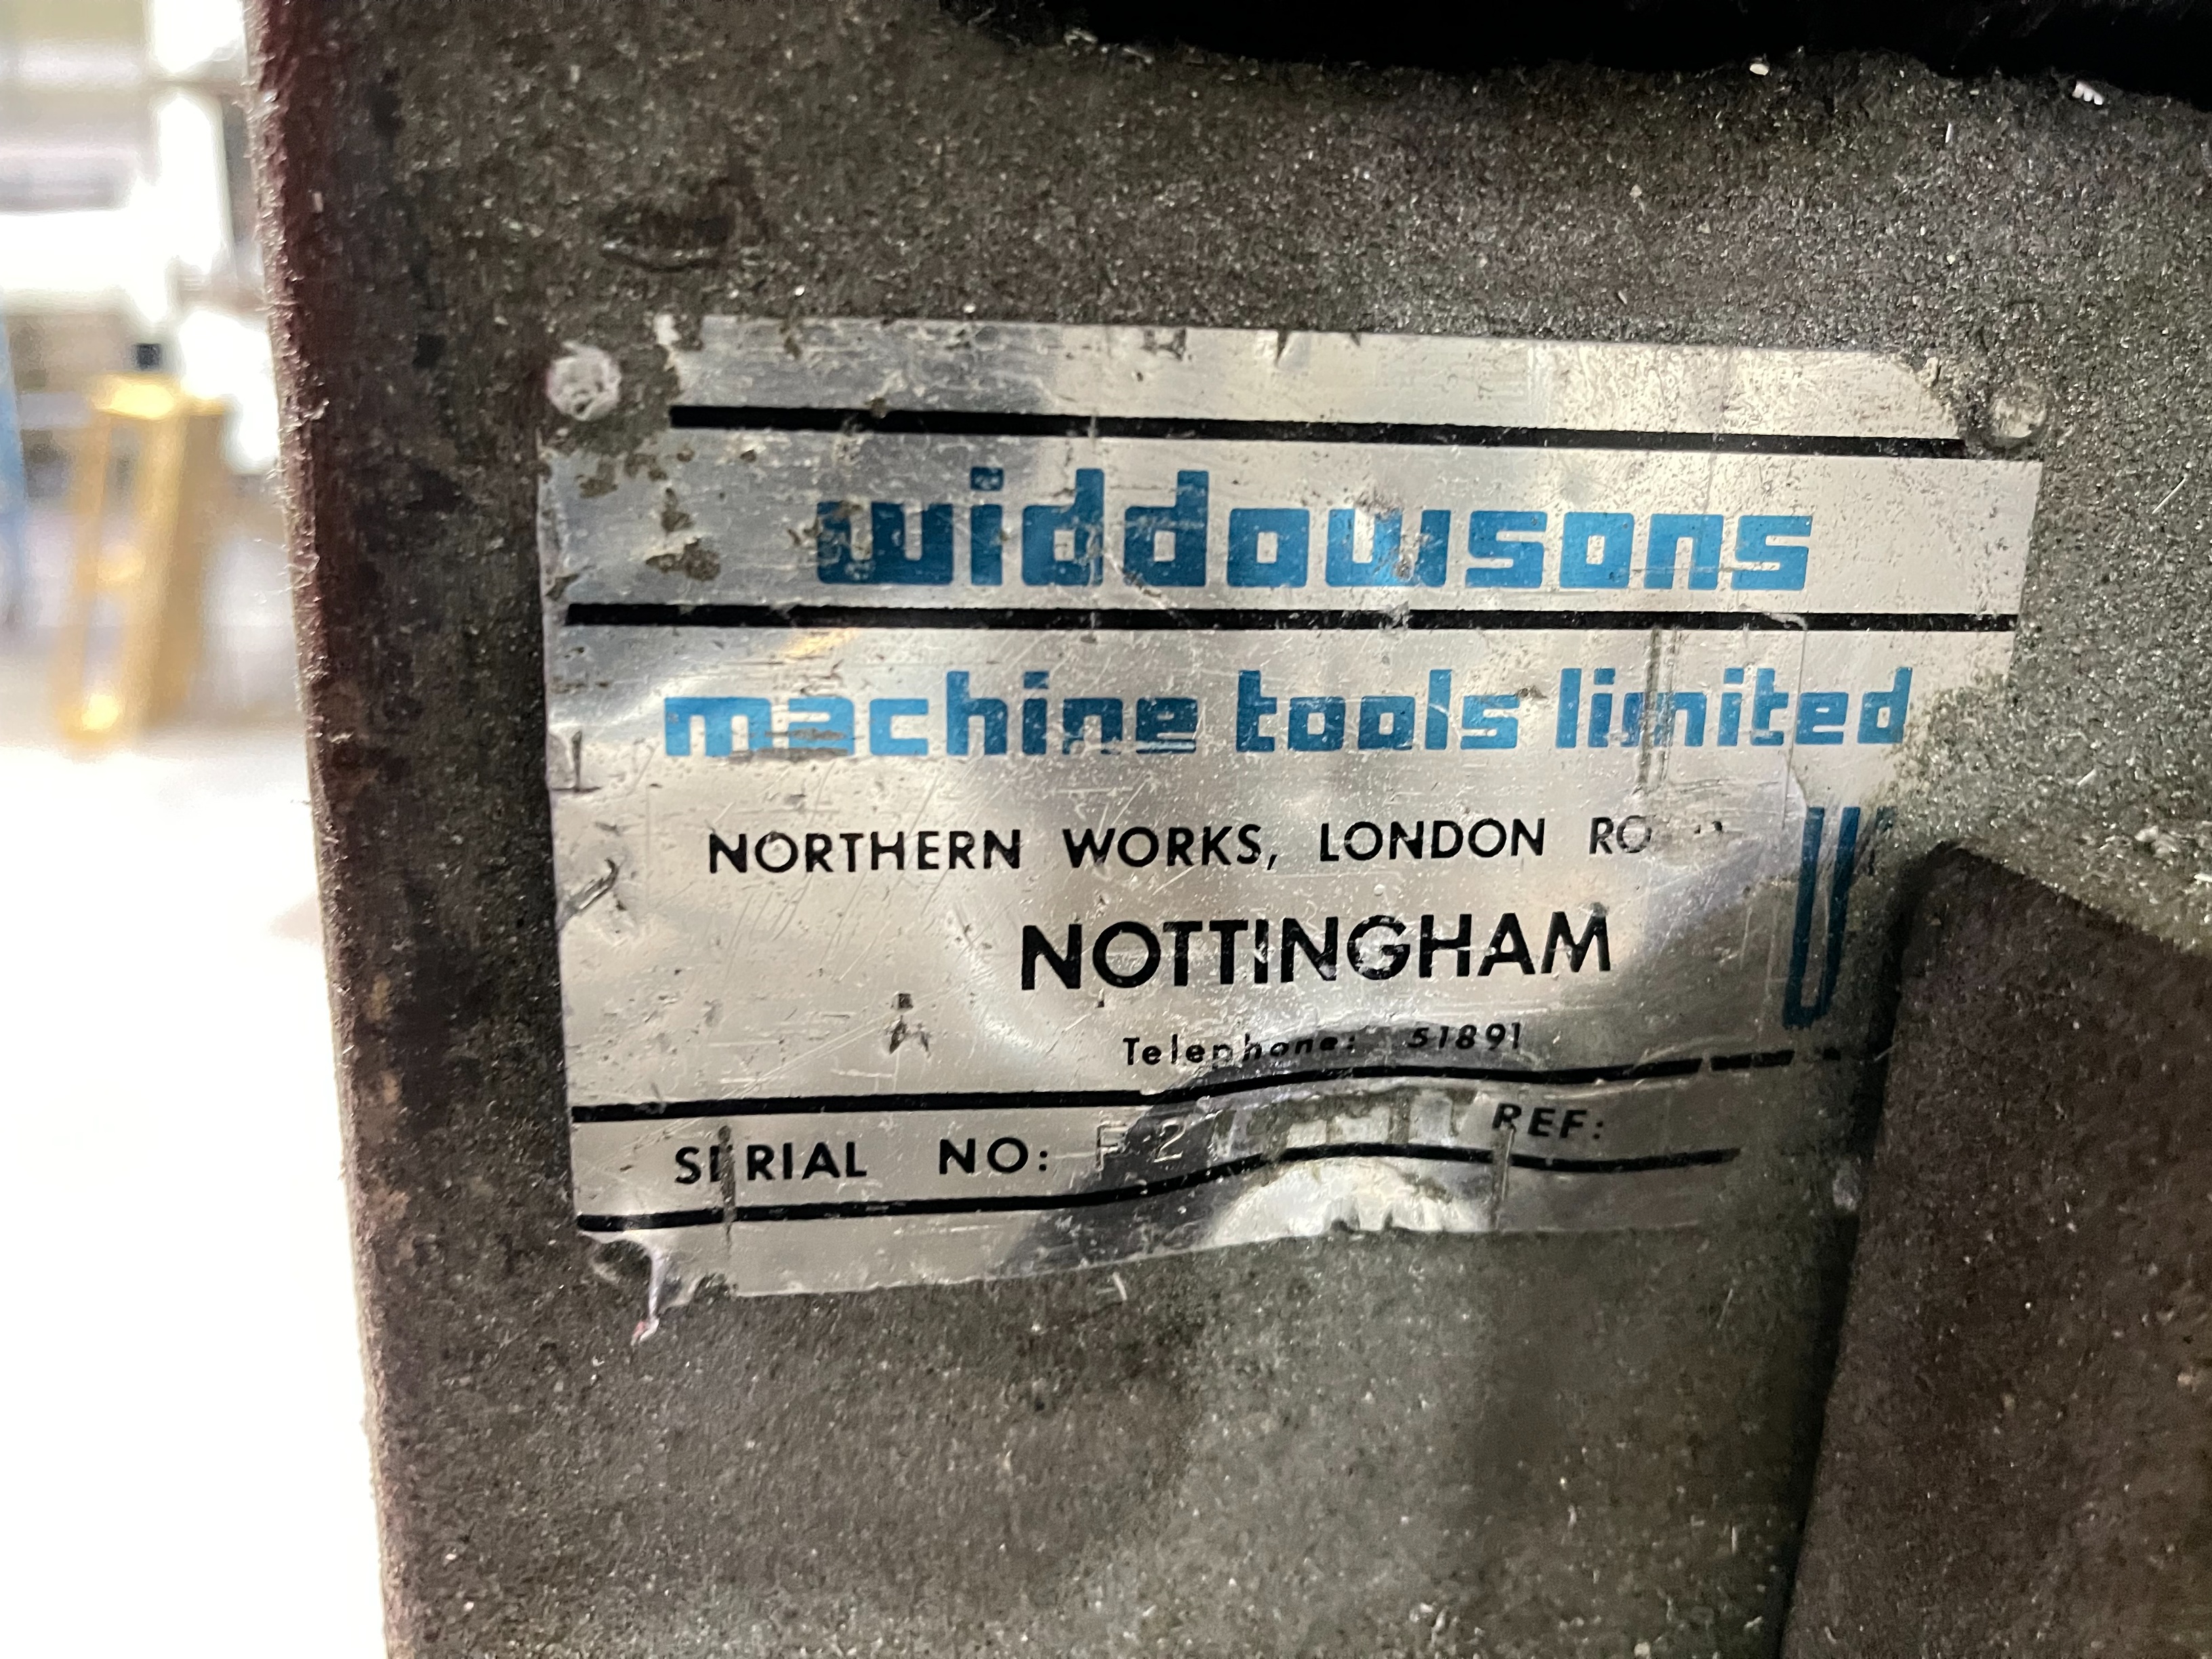 widdowsons
machine tools limited
NORTHERN WORKS, LONDON
NOTTINGHAM
Telephone: 51891
SERIAL NO: REF: